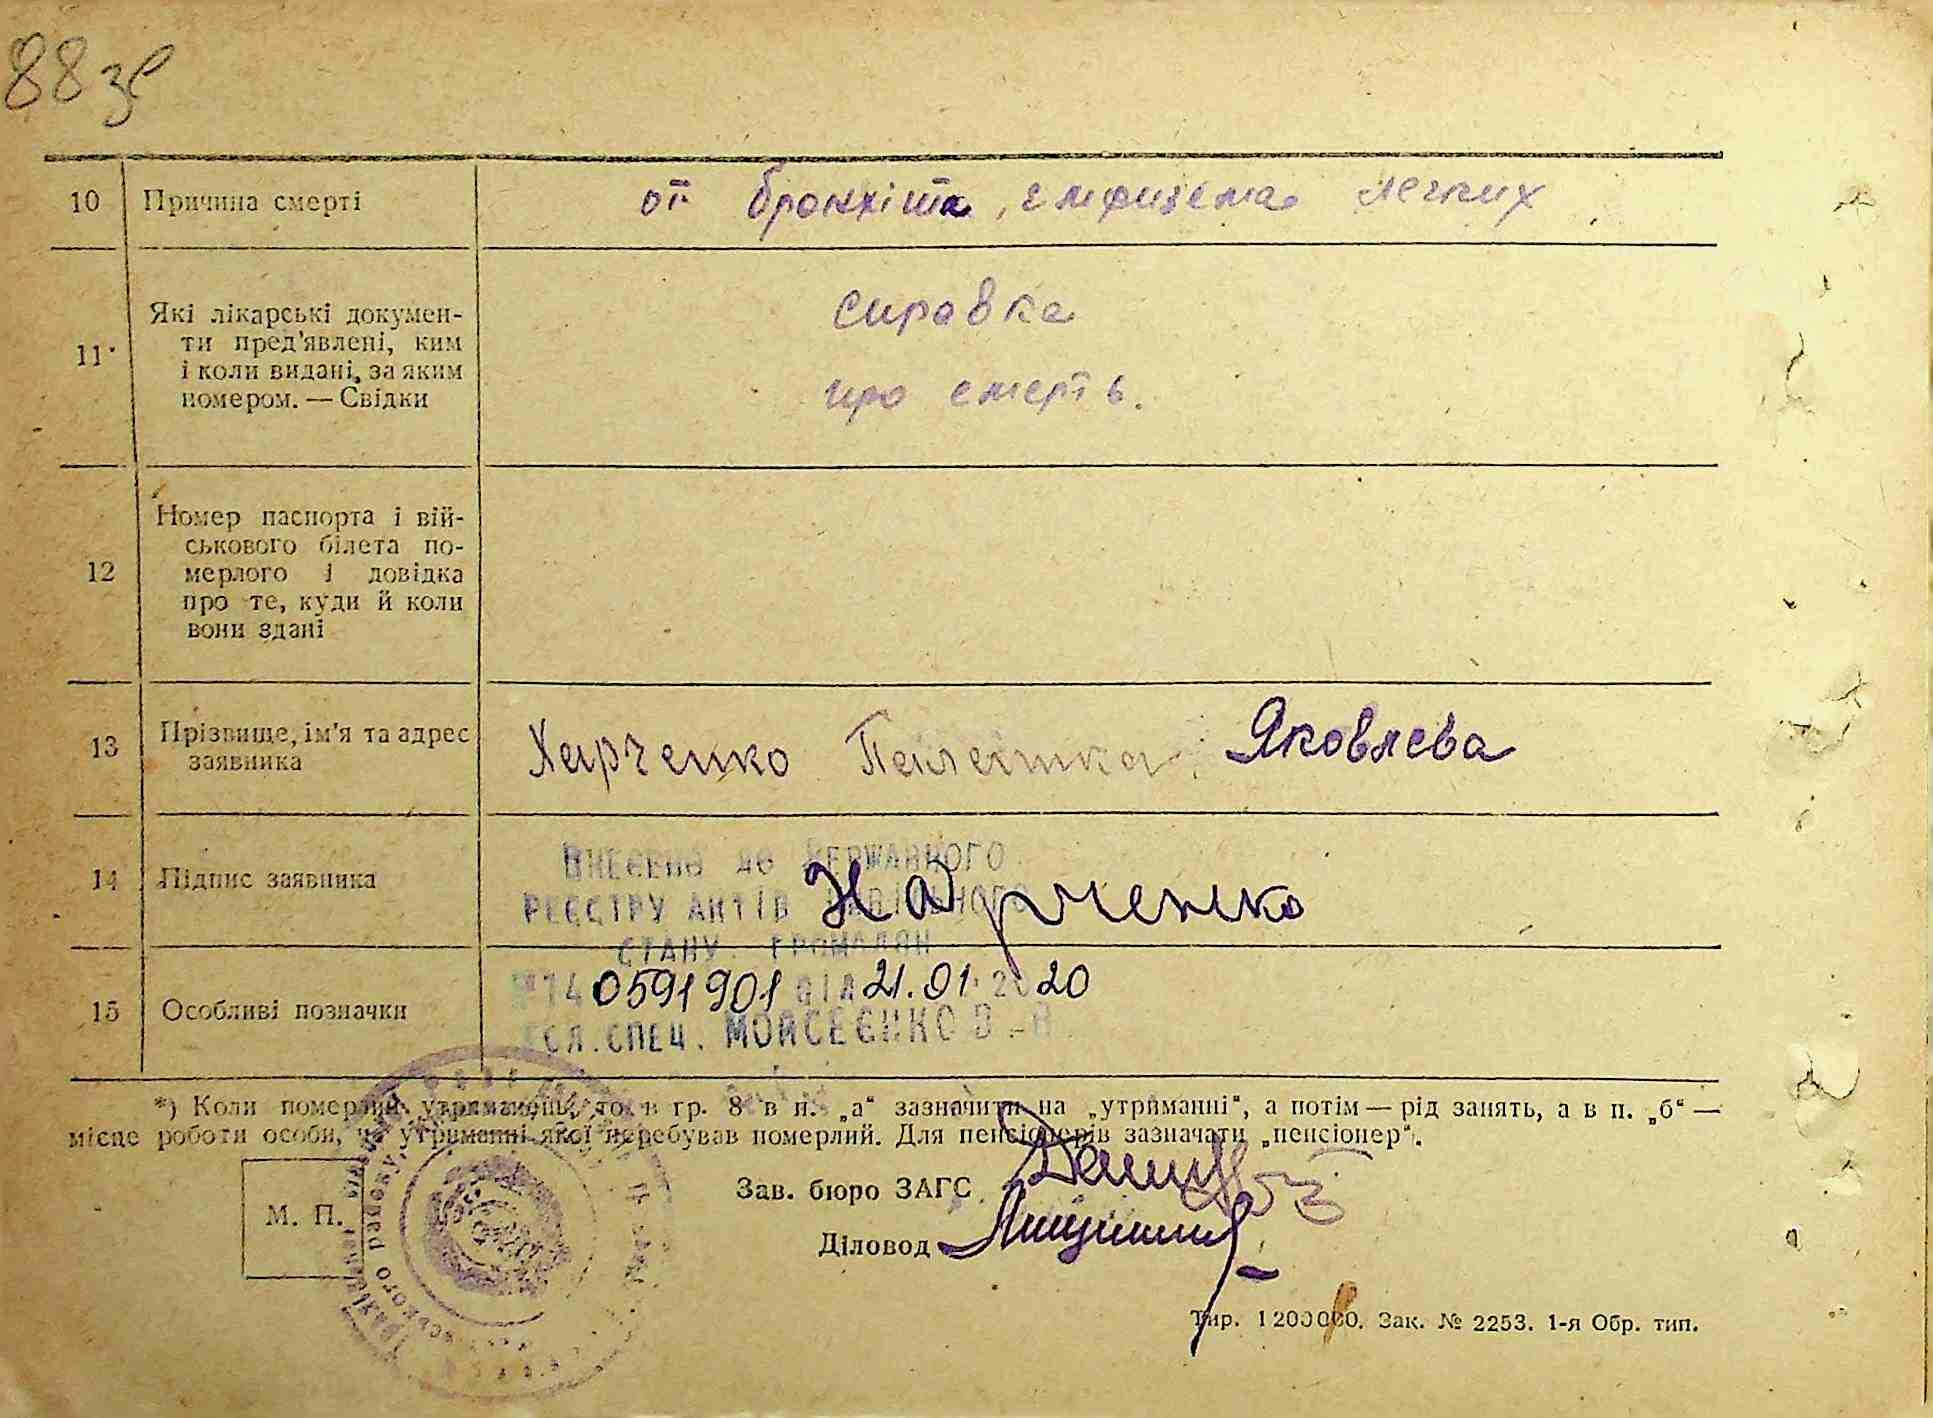 88 зв
10 Причина смерті от бронхіта, емфизема легких
11 Які лікарські докумен-
ти пред'явлені, ким
і коли видані, за яким
номером. — Свідки
справка
про смерть.
12 Номер паспорта і вій-
ськового білета по-
мерлого і довідка
про те, куди й коли
вони здані
13 Прізвище, ім'я та адрес
заявника
Харченко Яковлева
14 Підпис заявника Харченко
ВНЕСЕНО ДО ДЕРЖАВНОГО
РЕЄСТРУ АКТІВ ЦИВІЛЬНОГО
СТАНУ ГРОМАДЯН
15 Особливі позначки
0591901 ВІД 21.01.2020
СПЕЦ. МОЙСЕЄНКО
*) Коли померлий утриманець, то в гр. 8 в п. „а“ зазначити на „утриманні“, а потім — рід занять, а в п. „б“ —
місце роботи особи, на утриманні якої перебував померлий. Для пенсіонерів зазначати „пенсіонер“.
М. П.
Зав. бюро ЗАГС
Діловод
Тир. 1200000. Зак. № 2253. 1-я Обр. тип.